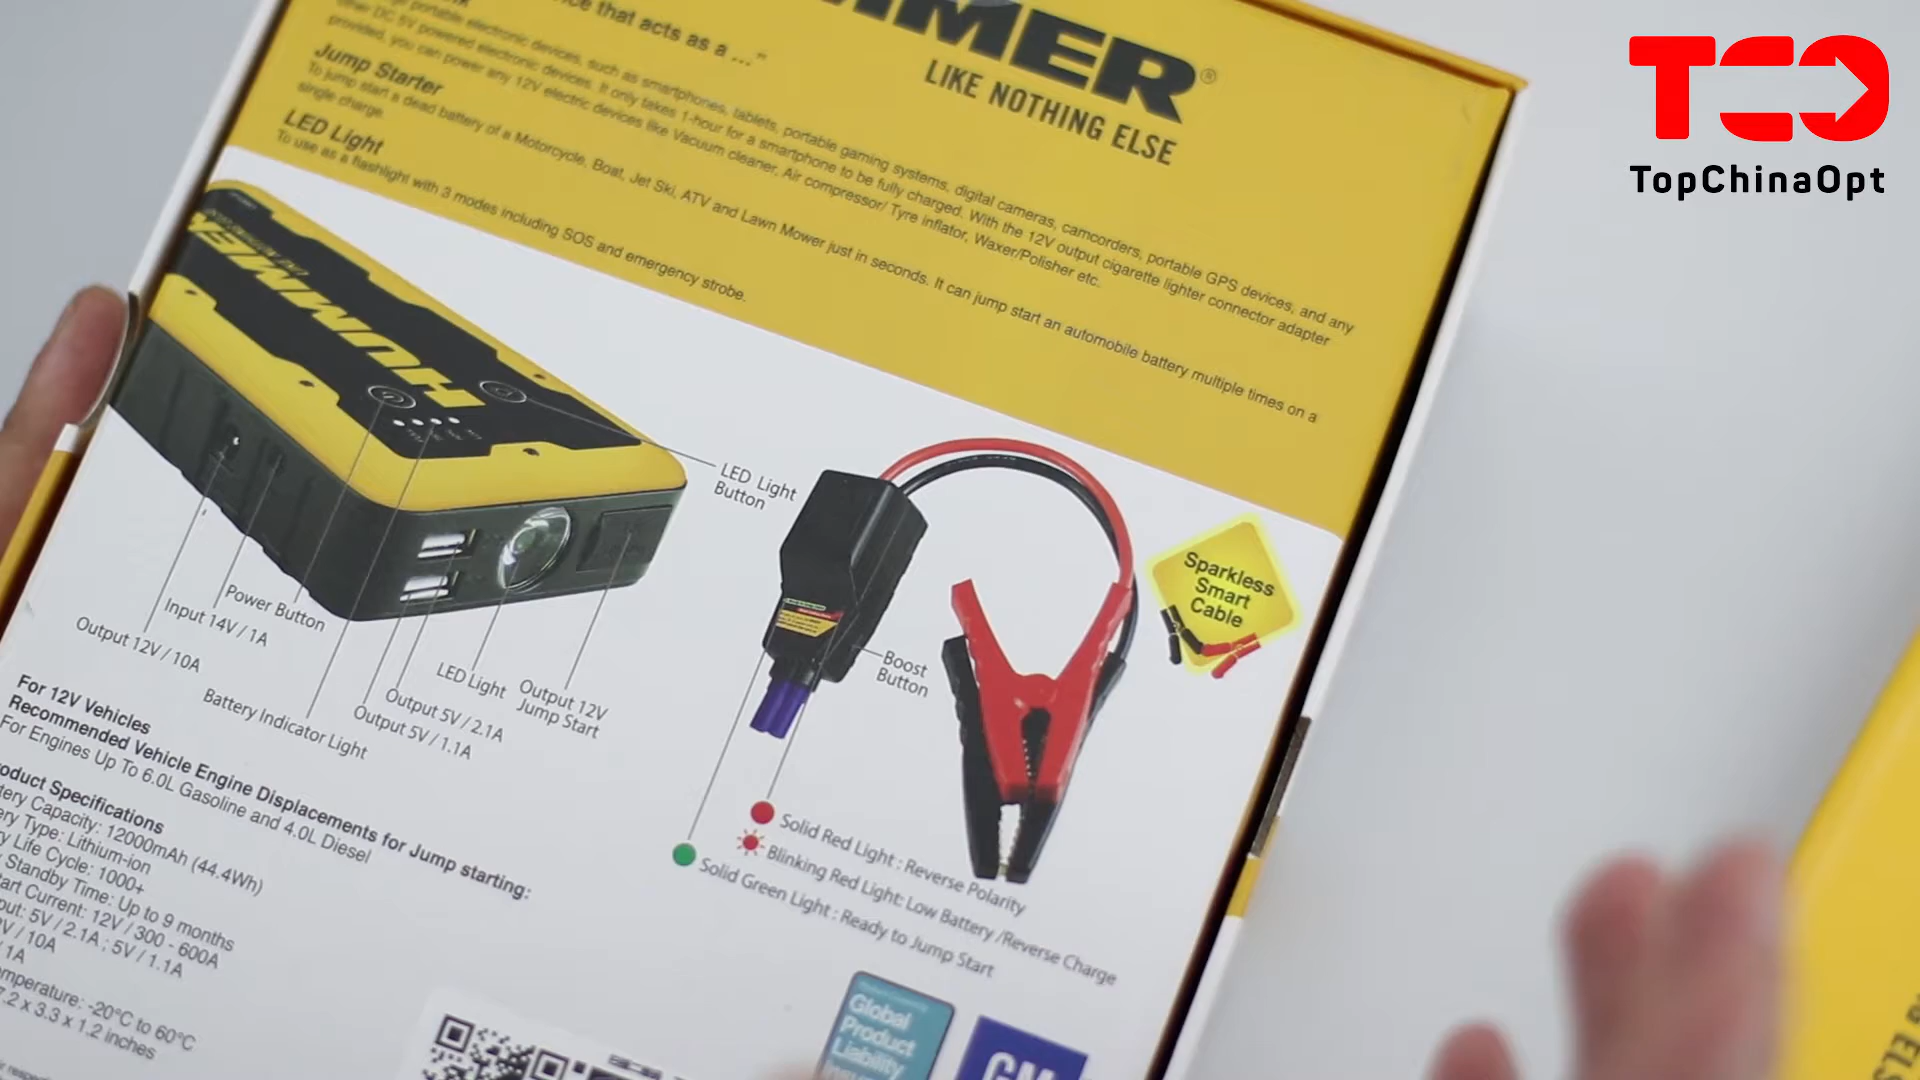 TCO
TopChinaOpt
MMER®
LIKE NOTHING ELSE
that acts as a ..."
portable electronic devices, such as smartphones, tablets, portable gaming systems, digital cameras, camcorders, portable GPS devices, and any
other DC 5V powered electronic devices. It only takes 1-hour for a smartphone to be fully charged. With the 12V output cigarette lighter connector adapter
provided, you can power any 12V electric devices like Vacuum cleaner, Air compressor/ Tyre inflator, Waxer/Polisher etc.
Jump Starter
To jump start a dead battery of a Motorcycle, Boat, Jet Ski, ATV and Lawn Mower just in seconds. It can jump start an automobile battery multiple times on a
single charge.
LED Light
To use as a flashlight with 3 modes including SOS and emergency strobe.
HUMMER
LED Light
Button
Power Button
Input 14V / 1A
Output 12V / 10A
Battery Indicator Light
LED Light
Output 5V / 2.1A
Output 5V / 1.1A
Output 12V
Jump Start
Boost
Button
Sparkless
Smart
Cable
Solid Red Light : Reverse Polarity
Blinking Red Light: Low Battery /Reverse Charge
Solid Green Light : Ready to Jump Start
For 12V Vehicles
Recommended Vehicle Engine Displacements for Jump starting:
For Engines Up To 6.0L Gasoline and 4.0L Diesel
oduct Specifications
tery Capacity: 12000mAh (44.4Wh)
ery Type: Lithium-ion
ry Life Cycle: 1000+
y Standby Time: Up to 9 months
tart Current: 12V / 300 - 600A
put: 5V / 2.1A ; 5V / 1.1A
2V / 10A
/ 1A
mperature: -20°C to 60°C
7.2 x 3.3 x 1.2 inches
Global
Product
Liability
GM